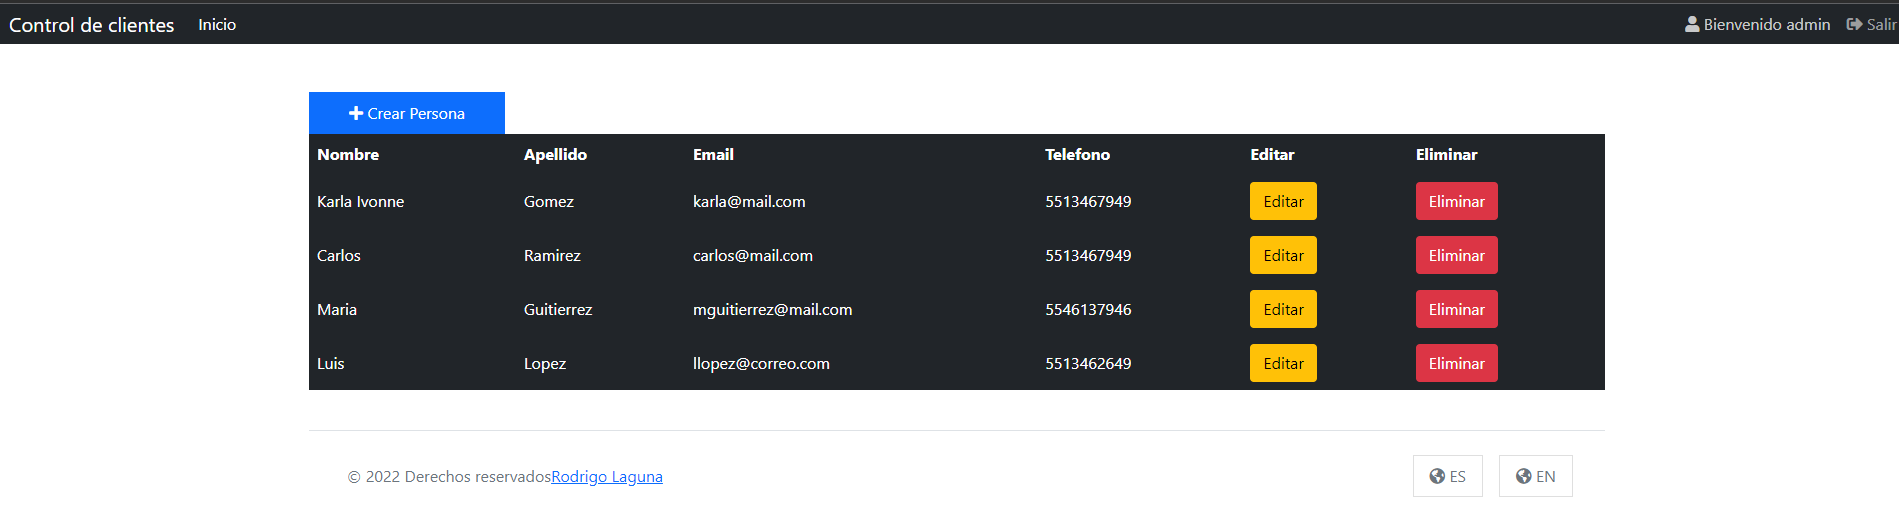 Control de clientes Inicio Bienvenido admin Salir
Crear Persona
Nombre Apellido Email Telefono Editar Eliminar
Karla Ivonne Gomez karla@mail.com 5513467949 Editar Eliminar
Carlos Ramirez carlos@mail.com 5513467949 Editar Eliminar
Maria Guitierrez mguitierrez@mail.com 5546137946 Editar Eliminar
Luis Lopez llopez@correo.com 5513462649 Editar Eliminar
© 2022 Derechos reservadosRodrigo Laguna ES EN